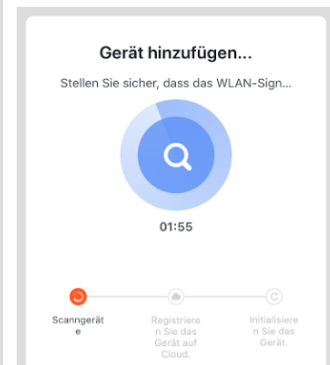 Gerät hinzufügen...
Stellen Sie sicher, dass das WLAN-Sign...
01:55
Scanngerät
e
Registriere
n Sie das
Gerät auf
Cloud.
Initialisiere
n Sie das
Gerät.